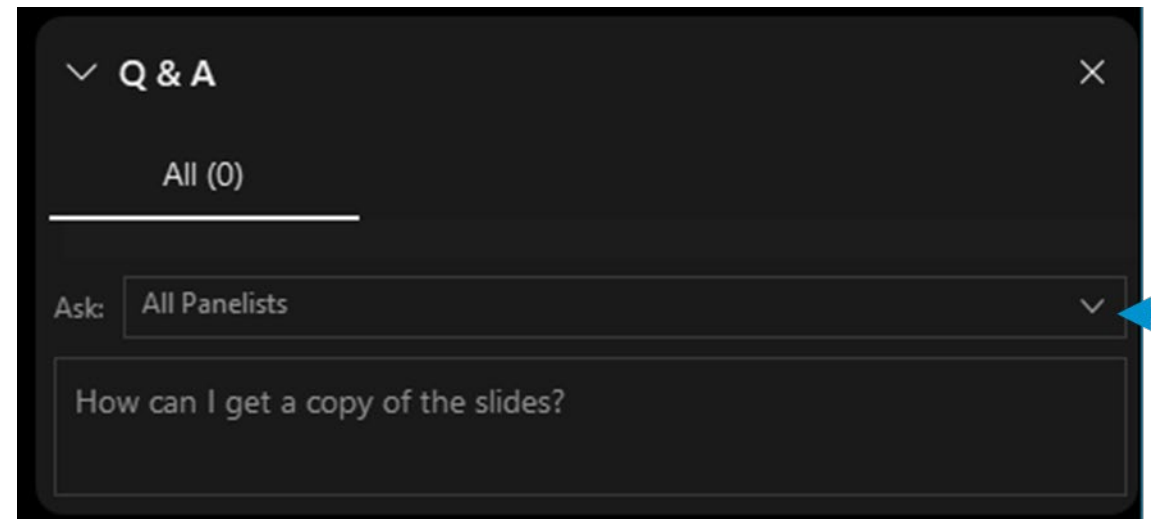 Q & A
All (0)
Ask: All Panelists
How can I get a copy of the slides?